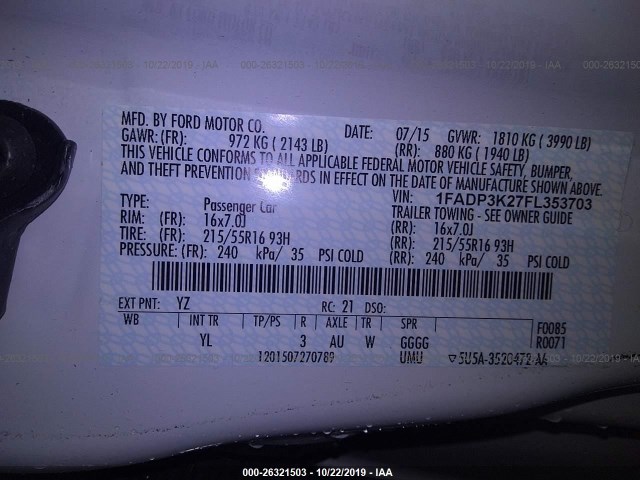 000-26321503 - 10/22/2019 - IAA
MFD. BY FORD MOTOR CO.
DATE: 07/15 GVWR: 1810 KG ( 3990 LB)
GAWR: (FR): 972 KG ( 2143 LB) (RR): 880 KG ( 1940 LB)
THIS VEHICLE CONFORMS TO ALL APPLICABLE FEDERAL MOTOR VEHICLE SAFETY, BUMPER,
AND THEFT PREVENTION STANDARDS IN EFFECT ON THE DATE OF MANUFACTURE SHOWN ABOVE.
VIN: 1FADP3K27FL353703
TYPE: Passenger Car TRAILER TOWING - SEE OWNER GUIDE
RIM: (FR): 16x7.0J (RR): 16x7.0J
TIRE: (FR): 215/55R16 93H (RR): 215/55R16 93H
PRESSURE: (FR): 240 kPa/ 35 PSI COLD (RR): 240 kPa/ 35 PSI COLD
EXT PNT: YZ RC: 21 DSO:
WB INT TR TP/PS R AXLE TR SPR F0085
YL 3 AU W GGGG R0071
1201507270789 UMU ▽5U5A-3520472-AA
000-26321503 - 10/22/2019 - IAA